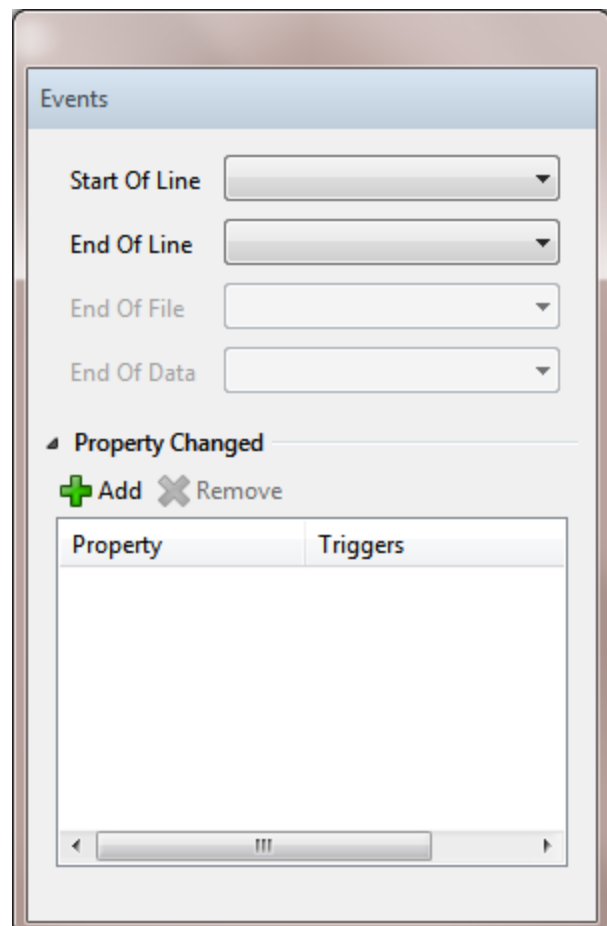 Events
Start Of Line
End Of Line
End Of File
End Of Data
Property Changed
Add Remove
Property Triggers